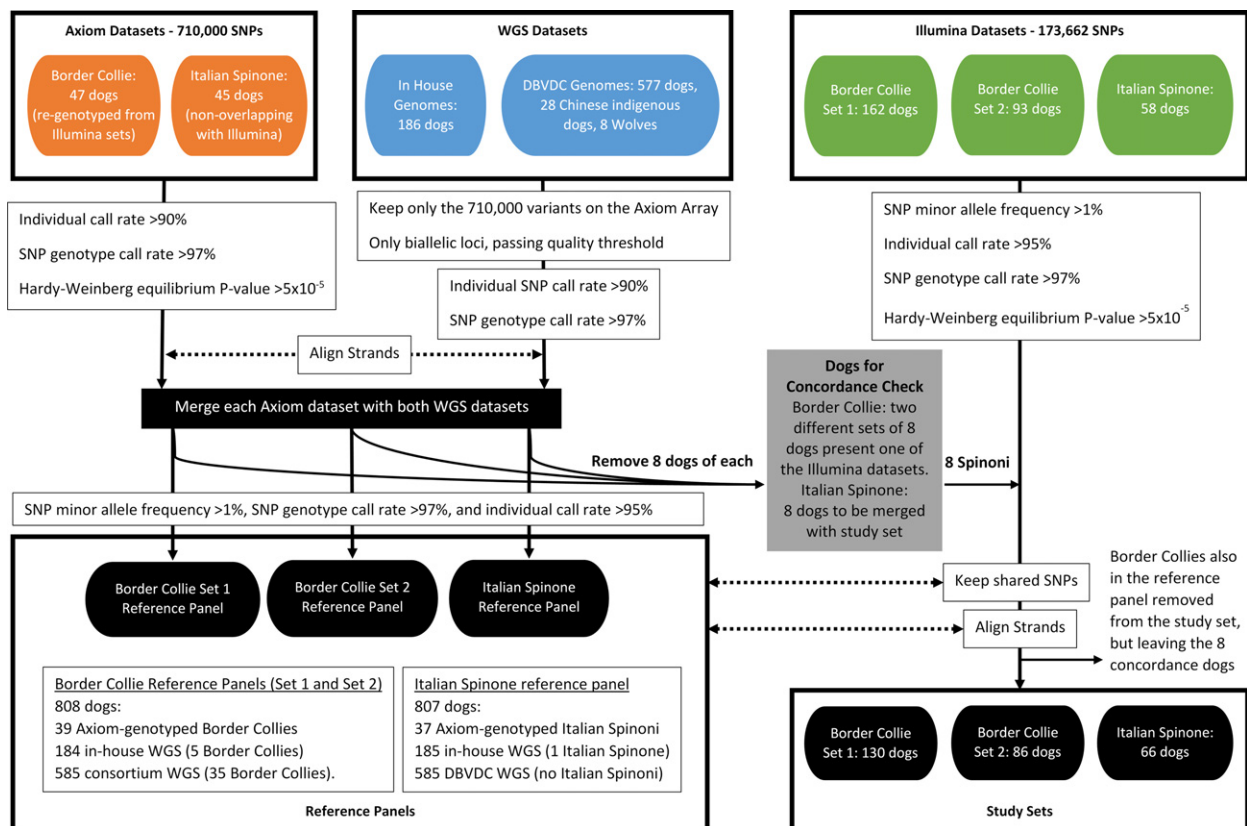 Axiom Datasets - 710,000 SNPs
Border Collie:
47 dogs
(re-genotyped from
Illumina sets)
Italian Spinone:
45 dogs
(non-overlapping
with Illumina)
WGS Datasets
In House
Genomes:
186 dogs
DBVDC Genomes: 577 dogs,
28 Chinese indigenous
dogs, 8 Wolves
Illumina Datasets - 173,662 SNPs
Border Collie
Set 1: 162 dogs
Border Collie
Set 2: 93 dogs
Italian Spinone:
58 dogs
Individual call rate >90%
SNP genotype call rate >97%
Hardy-Weinberg equilibrium P-value >5x10⁻⁵
Keep only the 710,000 variants on the Axiom Array
Only biallelic loci, passing quality threshold
Individual SNP call rate >90%
SNP genotype call rate >97%
SNP minor allele frequency >1%
Individual call rate >95%
SNP genotype call rate >97%
Hardy-Weinberg equilibrium P-value >5x10⁻⁵
Align Strands
Merge each Axiom dataset with both WGS datasets
Remove 8 dogs of each
Dogs for
Concordance Check
Border Collie: two
different sets of 8
dogs present one of
the Illumina datasets.
Italian Spinone:
8 dogs to be merged
with study set
8 Spinoni
SNP minor allele frequency >1%, SNP genotype call rate >97%, and individual call rate >95%
Border Collie Set 1
Reference Panel
Border Collie Set 2
Reference Panel
Italian Spinone
Reference Panel
Keep shared SNPs
Align Strands
Border Collies also
in the reference
panel removed
from the study set,
but leaving the 8
concordance dogs
Border Collie Reference Panels (Set 1 and Set 2)
808 dogs:
39 Axiom-genotyped Border Collies
184 in-house WGS (5 Border Collies)
585 consortium WGS (35 Border Collies).
Italian Spinone reference panel
807 dogs:
37 Axiom-genotyped Italian Spinoni
185 in-house WGS (1 Italian Spinone)
585 DBVDC WGS (no Italian Spinoni)
Reference Panels
Border Collie
Set 1: 130 dogs
Border Collie
Set 2: 86 dogs
Italian Spinone:
66 dogs
Study Sets